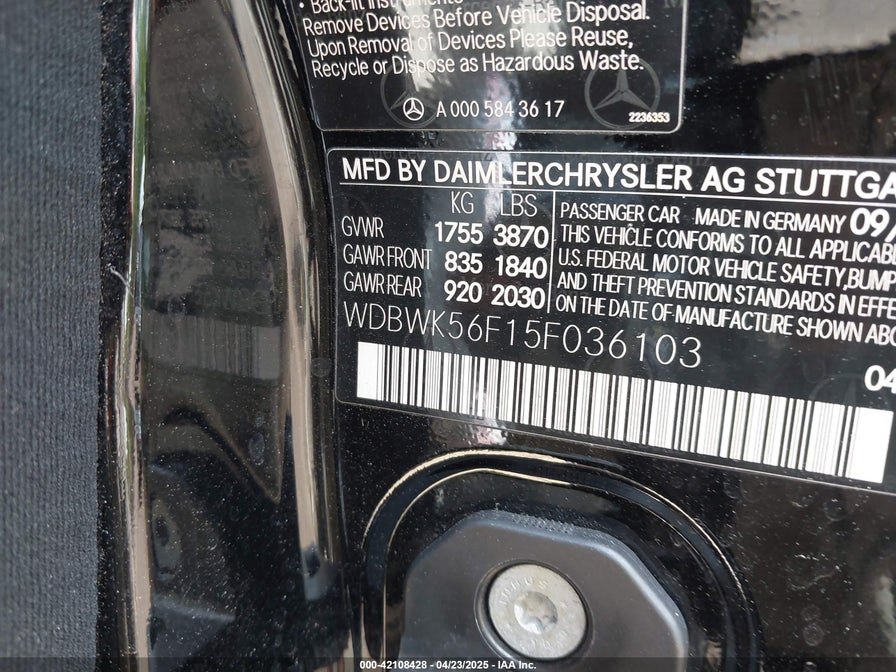 • Back-lit Instruments
Remove Devices Before Vehicle Disposal.
Upon Removal of Devices Please Reuse,
Recycle or Dispose as Hazardous Waste.
A 000 584 36 17
2236353
MFD BY DAIMLERCHRYSLER AG STUTTGA
KG LBS
GVWR 1755 3870
GAWR FRONT 835 1840
GAWR REAR 920 2030
PASSENGER CAR MADE IN GERMANY 09/
THIS VEHICLE CONFORMS TO ALL APPLICABL
U.S. FEDERAL MOTOR VEHICLE SAFETY, BUMP
AND THEFT PREVENTION STANDARDS IN EFFE
ON THE DATE OF MANUFACTURE SHOWN ABO
WDBWK56F15F036103
04
000-42108428 - 04/23/2025 - IAA Inc.